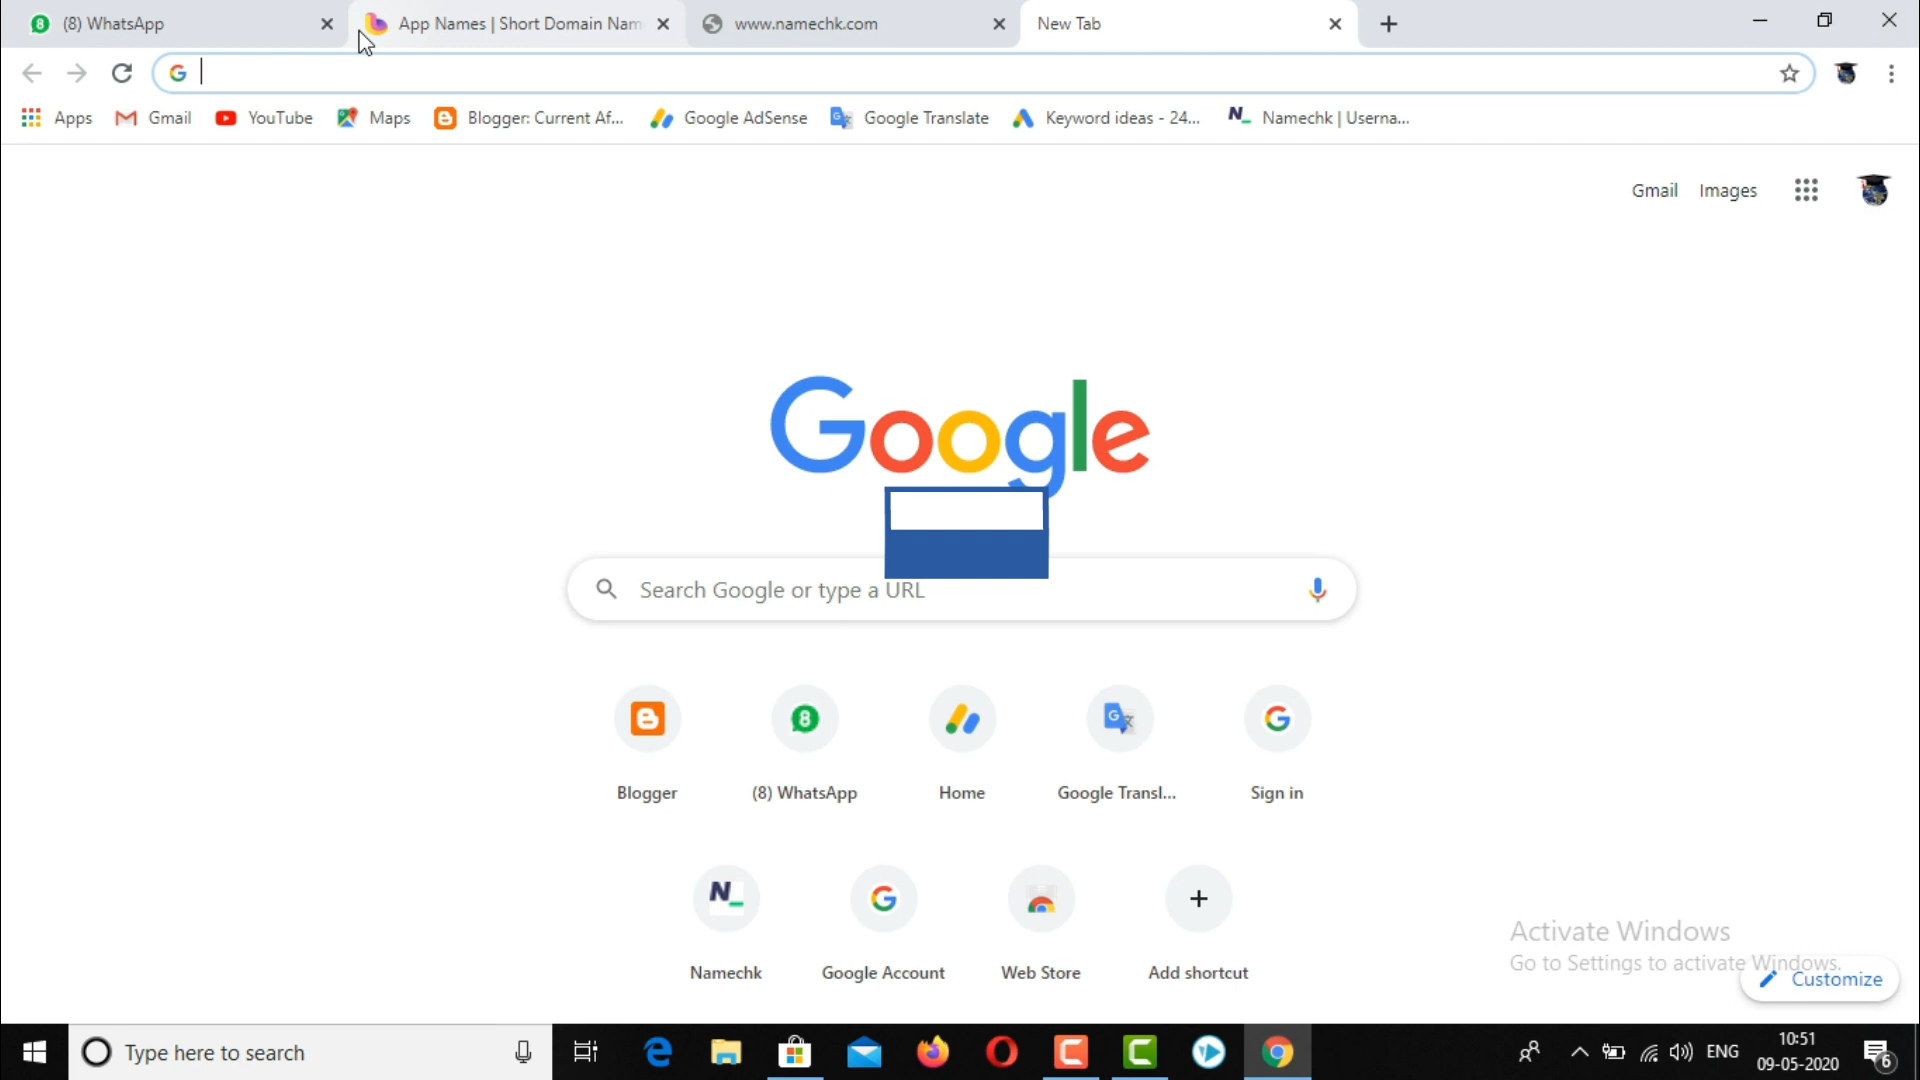 (8) WhatsApp
App Names | Short Domain Nam
www.namechk.com
New Tab
Apps
Gmail
YouTube
Maps
Blogger: Current Af...
Google AdSense
Google Translate
Keyword ideas - 24...
Namechk | Userna...
Gmail
Images
Google
Search Google or type a URL
Blogger
(8) WhatsApp
Home
Google Transl...
Sign in
Namechk
Google Account
Web Store
Add shortcut
Activate Windows
Go to Settings to activate Windows.
Customize
Type here to search
ENG
10:51
09-05-2020
6